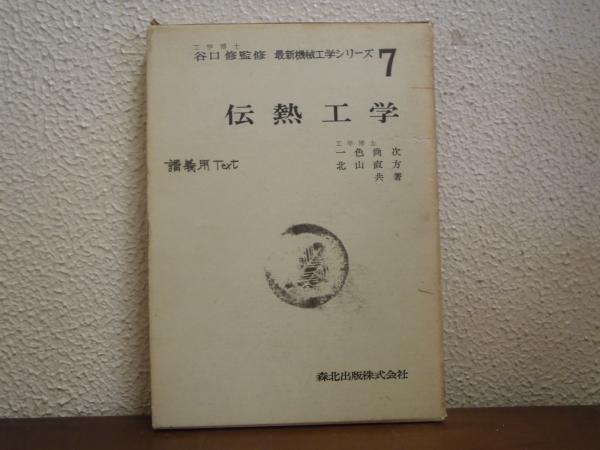 工学博士
谷口修監修 最新機械工学シリーズ 7
伝熱工学
工学博士
一色尚次
北山直方
共著
講義用Text
森北出版株式会社